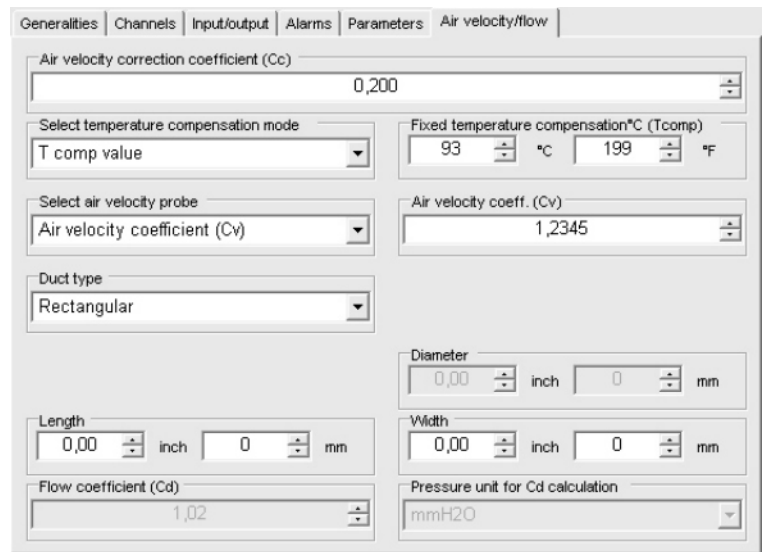 Generalities Channels Input/output Alarms Parameters Air velocity/flow
Air velocity correction coefficient (Cc)
0,200
Select temperature compensation mode
T comp value
Fixed temperature compensation°C (Tcomp)
93 °C 199 °F
Select air velocity probe
Air velocity coefficient (Cv)
Air velocity coeff. (Cv)
1,2345
Duct type
Rectangular
Diameter
0,00 inch 0 mm
Length
0,00 inch 0 mm
Width
0,00 inch 0 mm
Flow coefficient (Cd)
1,02
Pressure unit for Cd calculation
mmH2O